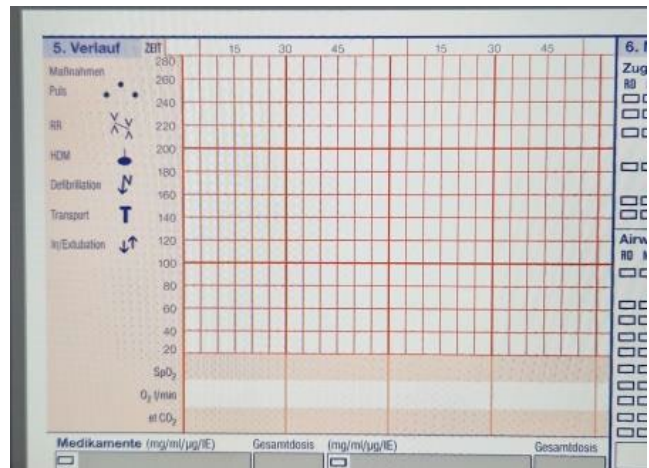 5. Verlauf ZEIT 15 30 45 15 30 45
Maßnahmen
Puls
RR
HDM
Defibrillation
Transport T
In/Extubation
280
260
240
220
200
180
160
140
120
100
80
60
40
20
SpO₂
O₂ l/min
et CO₂
Medikamente (mg/ml/µg/IE) Gesamtdosis (mg/ml/µg/IE) Gesamtdosis
6.
Zug
RD
Airw
RD